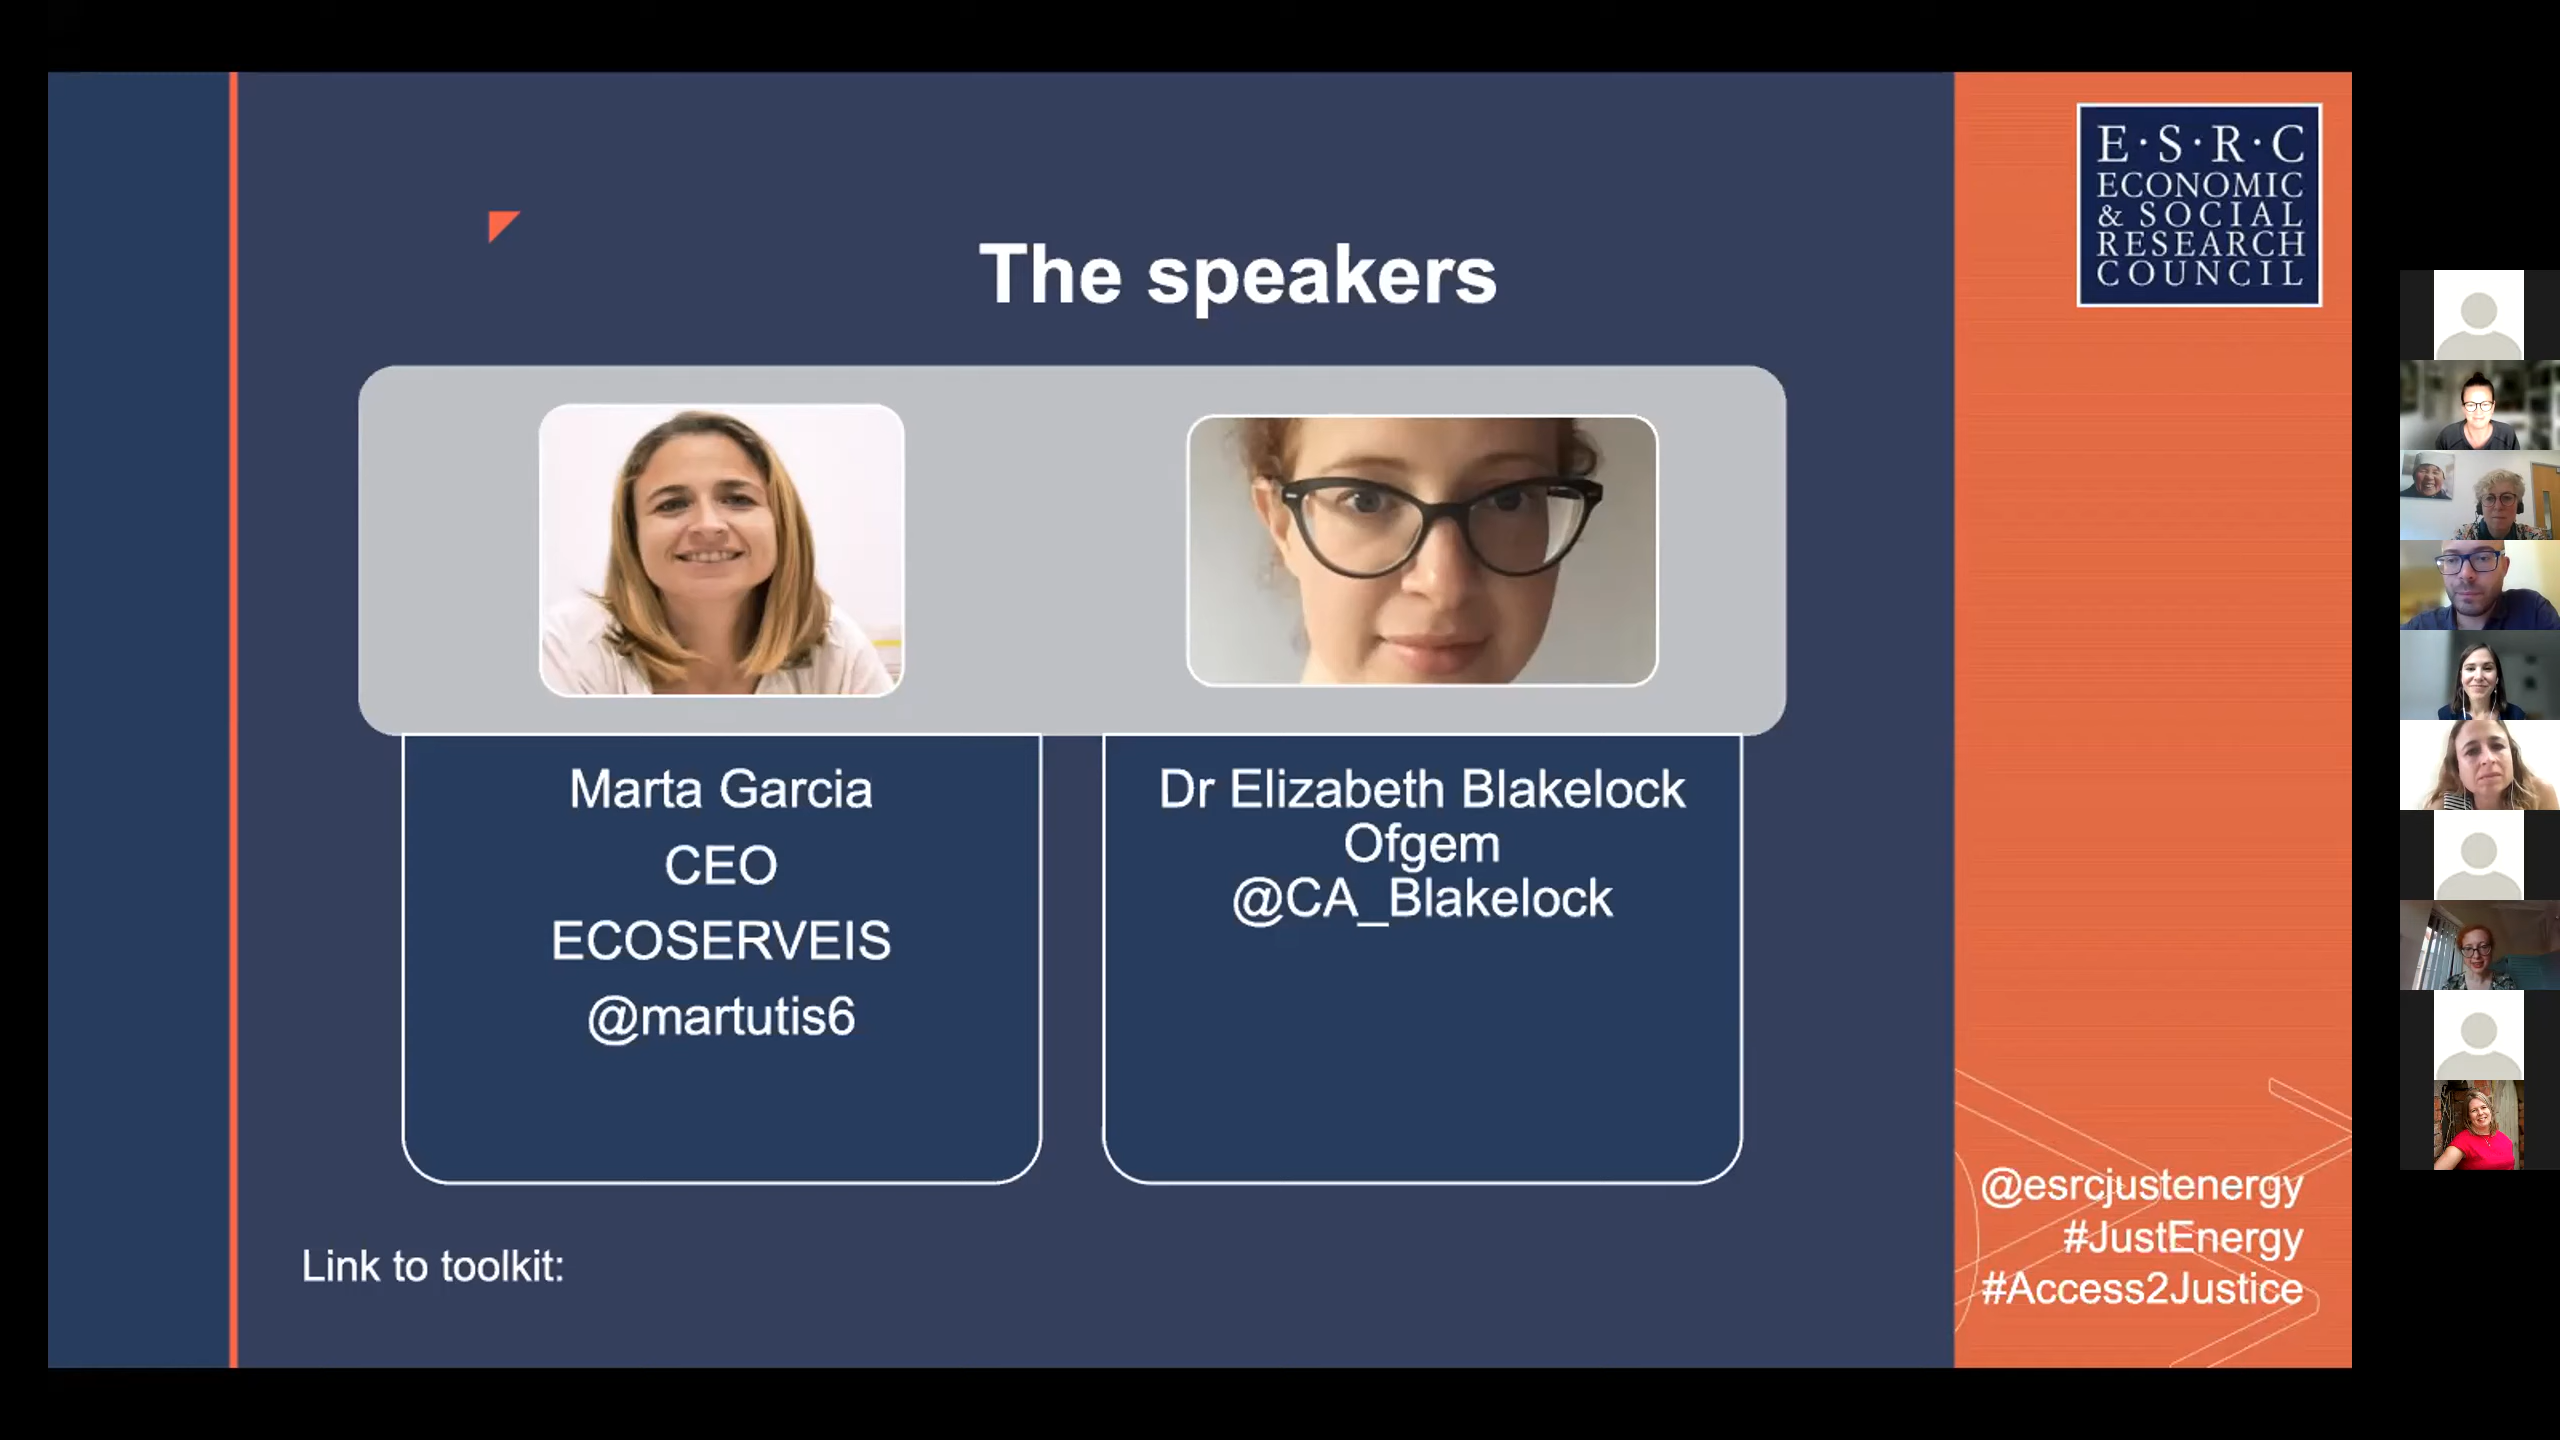 The speakers
E·S·R·C
ECONOMIC
& SOCIAL
RESEARCH
COUNCIL
Marta Garcia
CEO
ECOSERVEIS
@martutis6
Dr Elizabeth Blakelock
Ofgem
@CA_Blakelock
Link to toolkit:
@esrcjustenergy
#JustEnergy
#Access2Justice